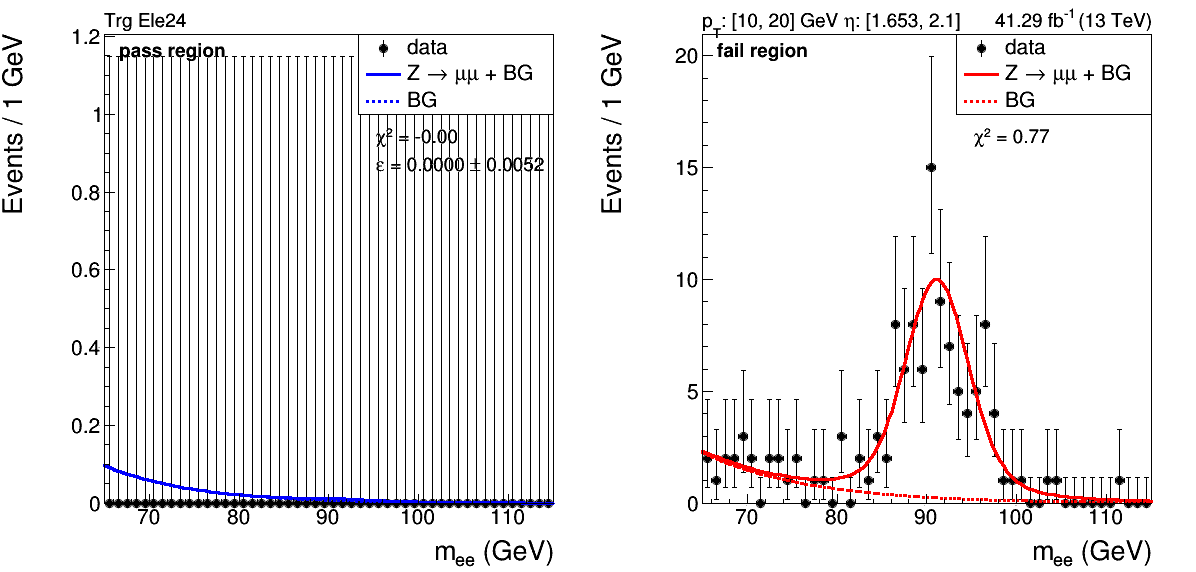 Trg Ele24
pass region
data
Z → μμ + BG
BG
χ² = -0.00
ε = 0.0000 ± 0.0052
Events / 1 GeV
1.2
1
0.8
0.6
0.4
0.2
0
70 80 90 100 110
m_ee (GeV)
p_T: [10, 20] GeV η: [1.653, 2.1] 41.29 fb⁻¹ (13 TeV)
fail region
data
Z → μμ + BG
BG
χ² = 0.77
Events / 1 GeV
20
15
10
5
0
70 80 90 100 110
m_ee (GeV)